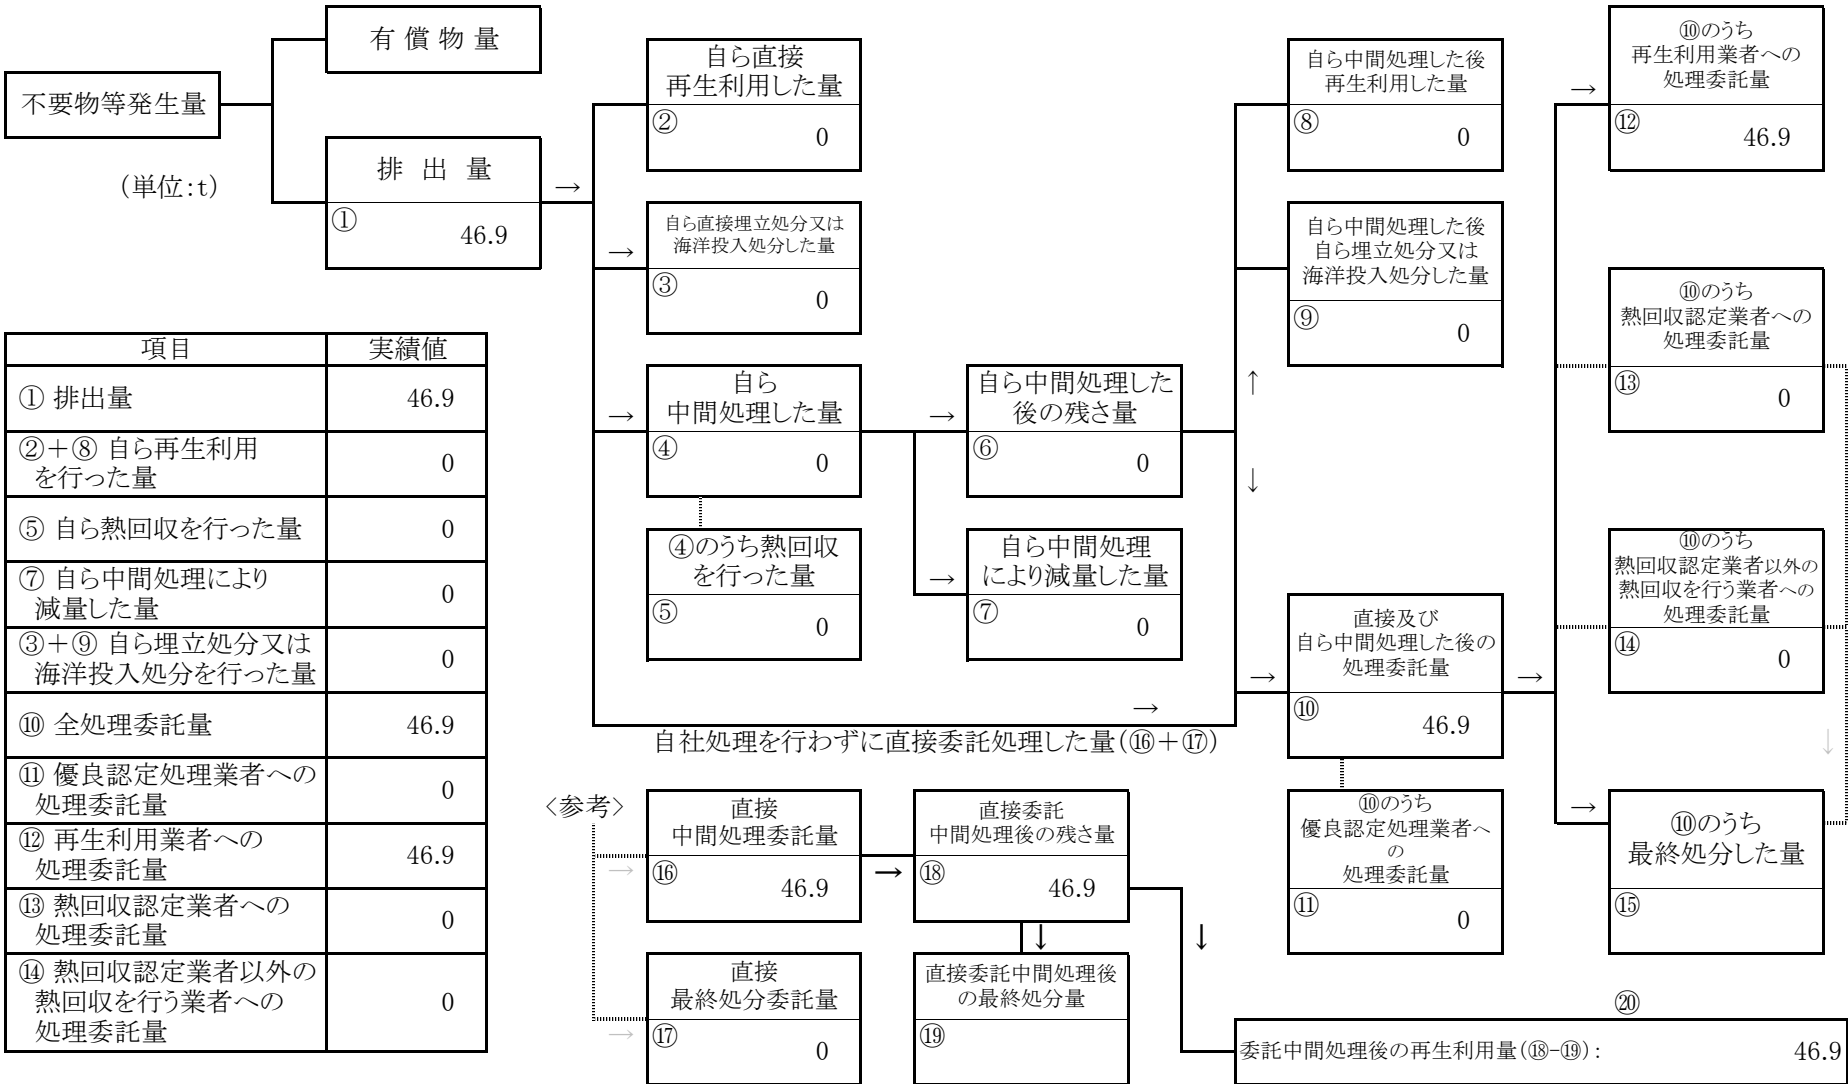 不要物等発生量
有 償 物 量
(単位:t)
排 出 量
①
46.9
→
自ら直接
再生利用した量
②
0
→
自ら直接埋立処分又は
海洋投入処分した量
③
0
→
自ら
中間処理した量
④
0
④のうち熱回収
を行った量
⑤
0
→
自ら中間処理した
後の残さ量
⑥
0
→
自ら中間処理
により減量した量
⑦
0
自ら中間処理した後
再生利用した量
⑧
0
自ら中間処理した後
自ら埋立処分又は
海洋投入処分した量
⑨
0
↑
↓
→
自社処理を行わずに直接委託処理した量(⑯+⑰)
→
直接及び
自ら中間処理した後の
処理委託量
⑩
46.9
⑩のうち
優良認定処理業者へ
の
処理委託量
⑪
0
→
→
⑩のうち
再生利用業者への
処理委託量
⑫
46.9
⑩のうち
熱回収認定業者への
処理委託量
⑬
0
⑩のうち
熱回収認定業者以外の
熱回収を行う業者への
処理委託量
⑭
0
↓
→
⑩のうち
最終処分した量
⑮
項目 実績値
① 排出量 46.9
②+⑧ 自ら再生利用
を行った量 0
⑤ 自ら熱回収を行った量 0
⑦ 自ら中間処理により
減量した量 0
③+⑨ 自ら埋立処分又は
海洋投入処分を行った量 0
⑩ 全処理委託量 46.9
⑪ 優良認定処理業者への
処理委託量 0
⑫ 再生利用業者への
処理委託量 46.9
⑬ 熱回収認定業者への
処理委託量 0
⑭ 熱回収認定業者以外の
熱回収を行う業者への
処理委託量 0
〈参考〉
→
直接
中間処理委託量
⑯
46.9
→
直接委託
中間処理後の残さ量
⑱
46.9
↓
↓
→
直接
最終処分委託量
⑰
0
直接委託中間処理後
の最終処分量
⑲
⑳
委託中間処理後の再生利用量(⑱-⑲): 46.9